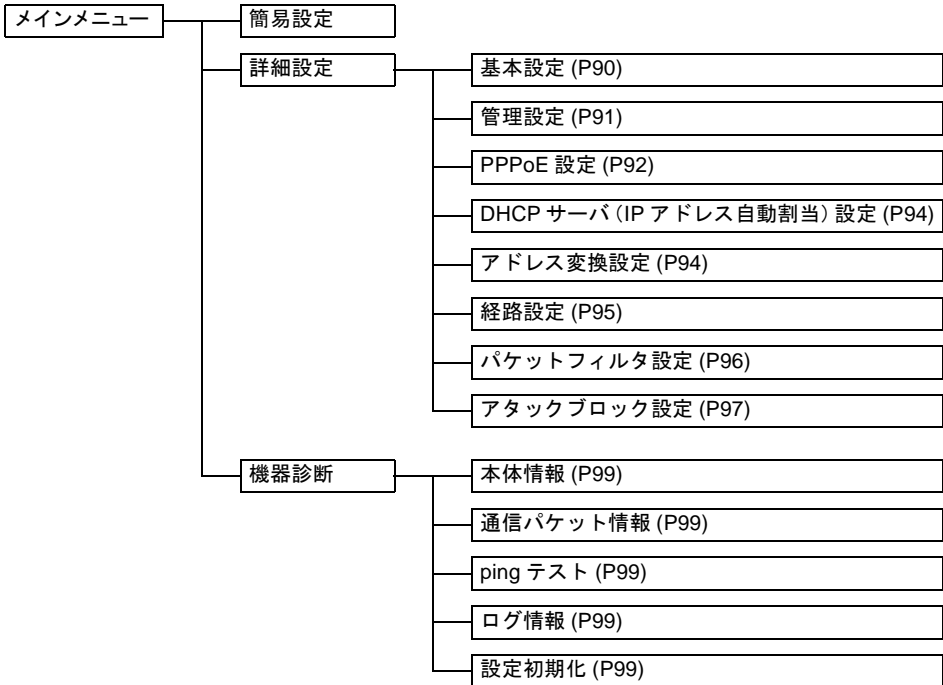 メインメニュー
簡易設定
詳細設定
基本設定 (P90)
管理設定 (P91)
PPPoE 設定 (P92)
DHCP サーバ（IP アドレス自動割当）設定 (P94)
アドレス変換設定 (P94)
経路設定 (P95)
パケットフィルタ設定 (P96)
アタックブロック設定 (P97)
機器診断
本体情報 (P99)
通信パケット情報 (P99)
ping テスト (P99)
ログ情報 (P99)
設定初期化 (P99)